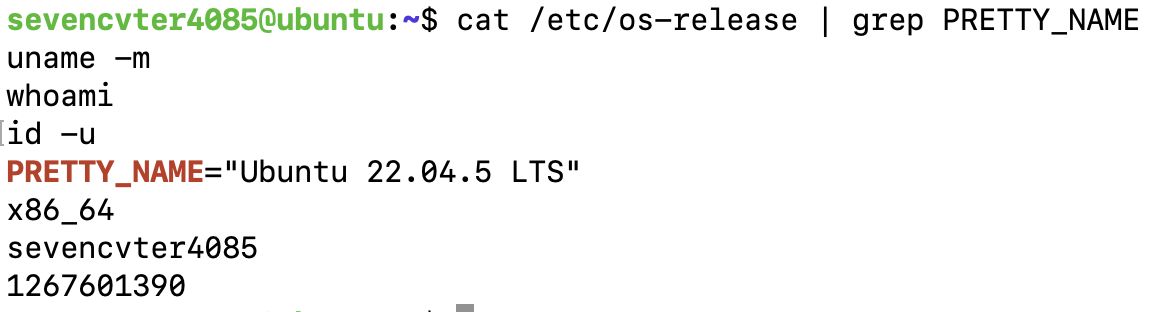 sevencvter4085@ubuntu:~$ cat /etc/os-release | grep PRETTY_NAME
uname -m
whoami
id -u
PRETTY_NAME="Ubuntu 22.04.5 LTS"
x86_64
sevencvter4085
1267601390